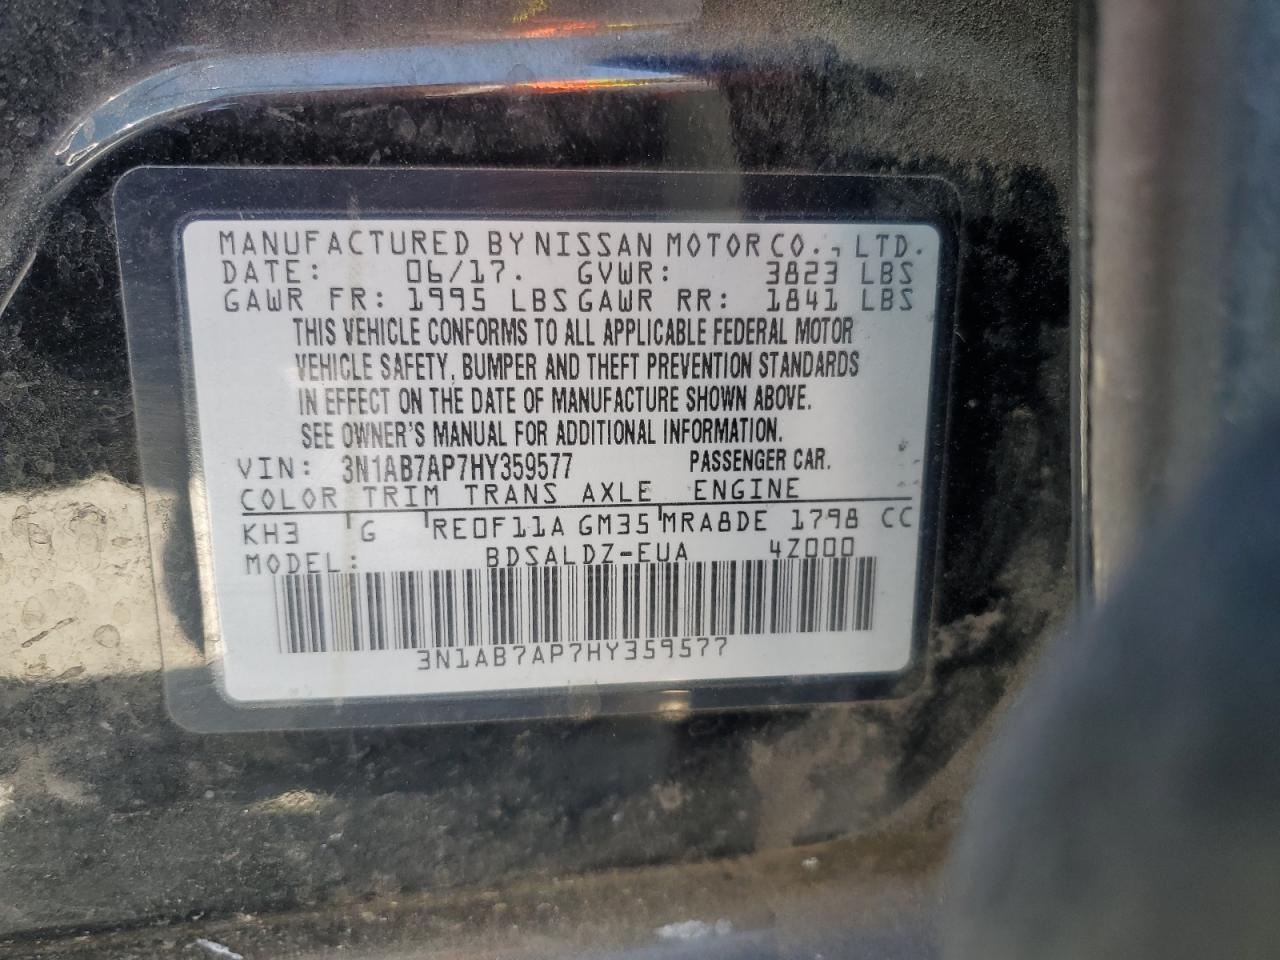 MANUFACTURED BY NISSAN MOTOR CO., LTD.
DATE: 06/17. GVWR: 3823 LBS
GAWR FR: 1995 LBS GAWR RR: 1841 LBS
THIS VEHICLE CONFORMS TO ALL APPLICABLE FEDERAL MOTOR
VEHICLE SAFETY, BUMPER AND THEFT PREVENTION STANDARDS
IN EFFECT ON THE DATE OF MANUFACTURE SHOWN ABOVE.
SEE OWNER'S MANUAL FOR ADDITIONAL INFORMATION.
VIN: 3N1AB7AP7HY359577 PASSENGER CAR.
COLOR TRIM TRANS AXLE ENGINE
KH3 G RE0F11A GM35 MRA8DE 1798 CC
MODEL: BDSALDZ-EUA 4Z000
3N1AB7AP7HY359577